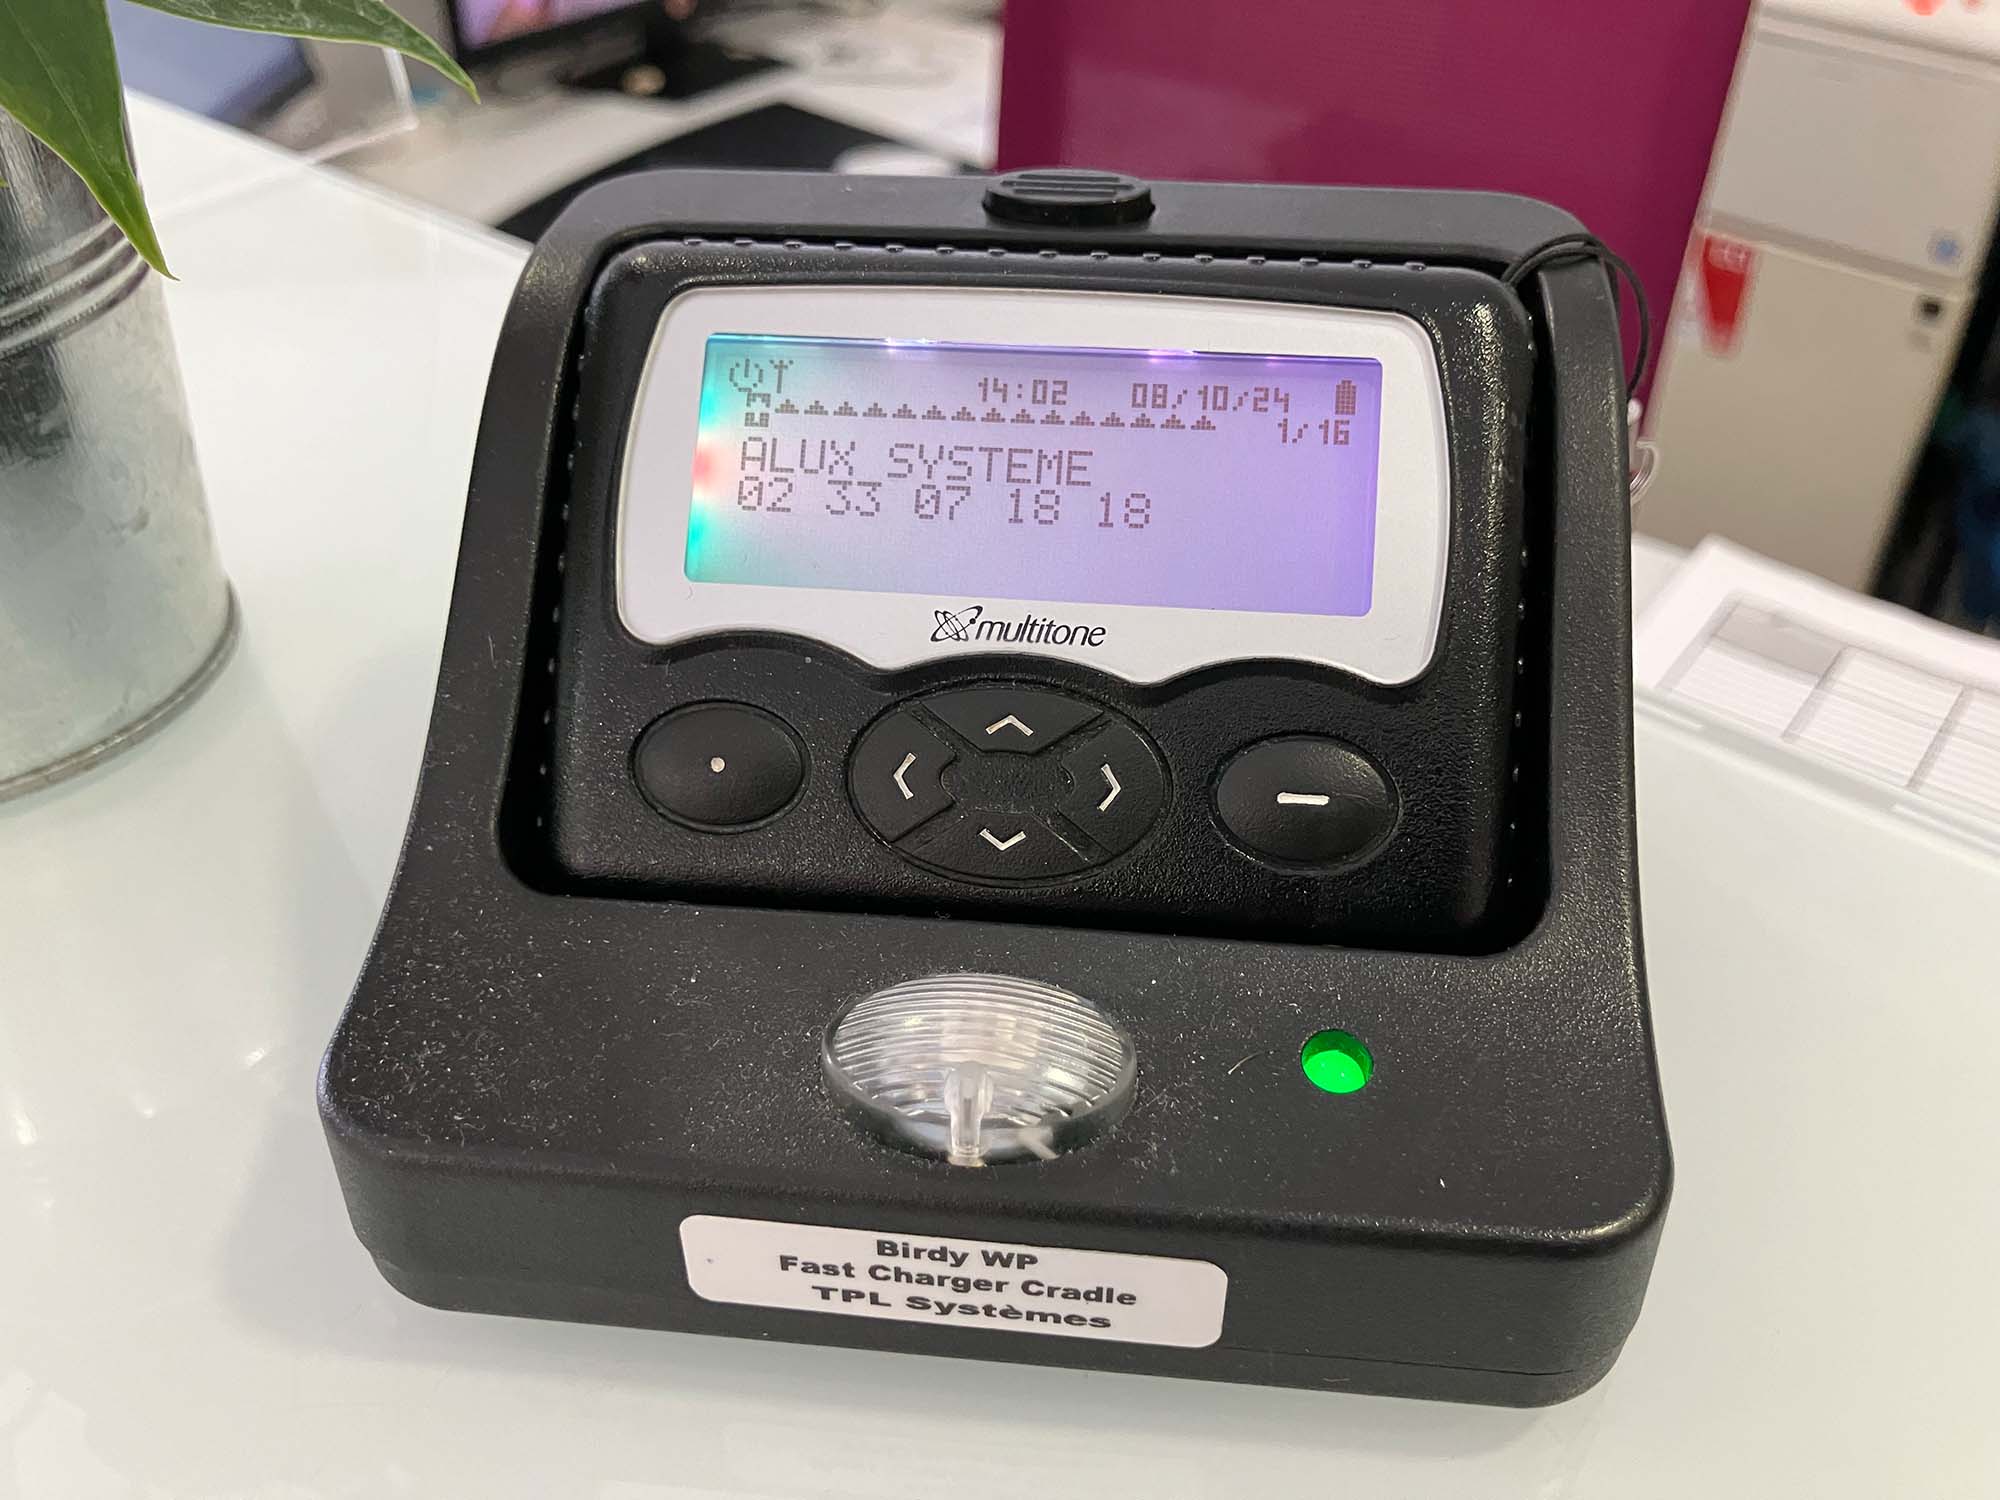 14:02 08/10/24
1/16
ALUX SYSTEME
02 33 07 18 18
multitone
Birdy WP
Fast Charger Cradle
TPL Systèmes